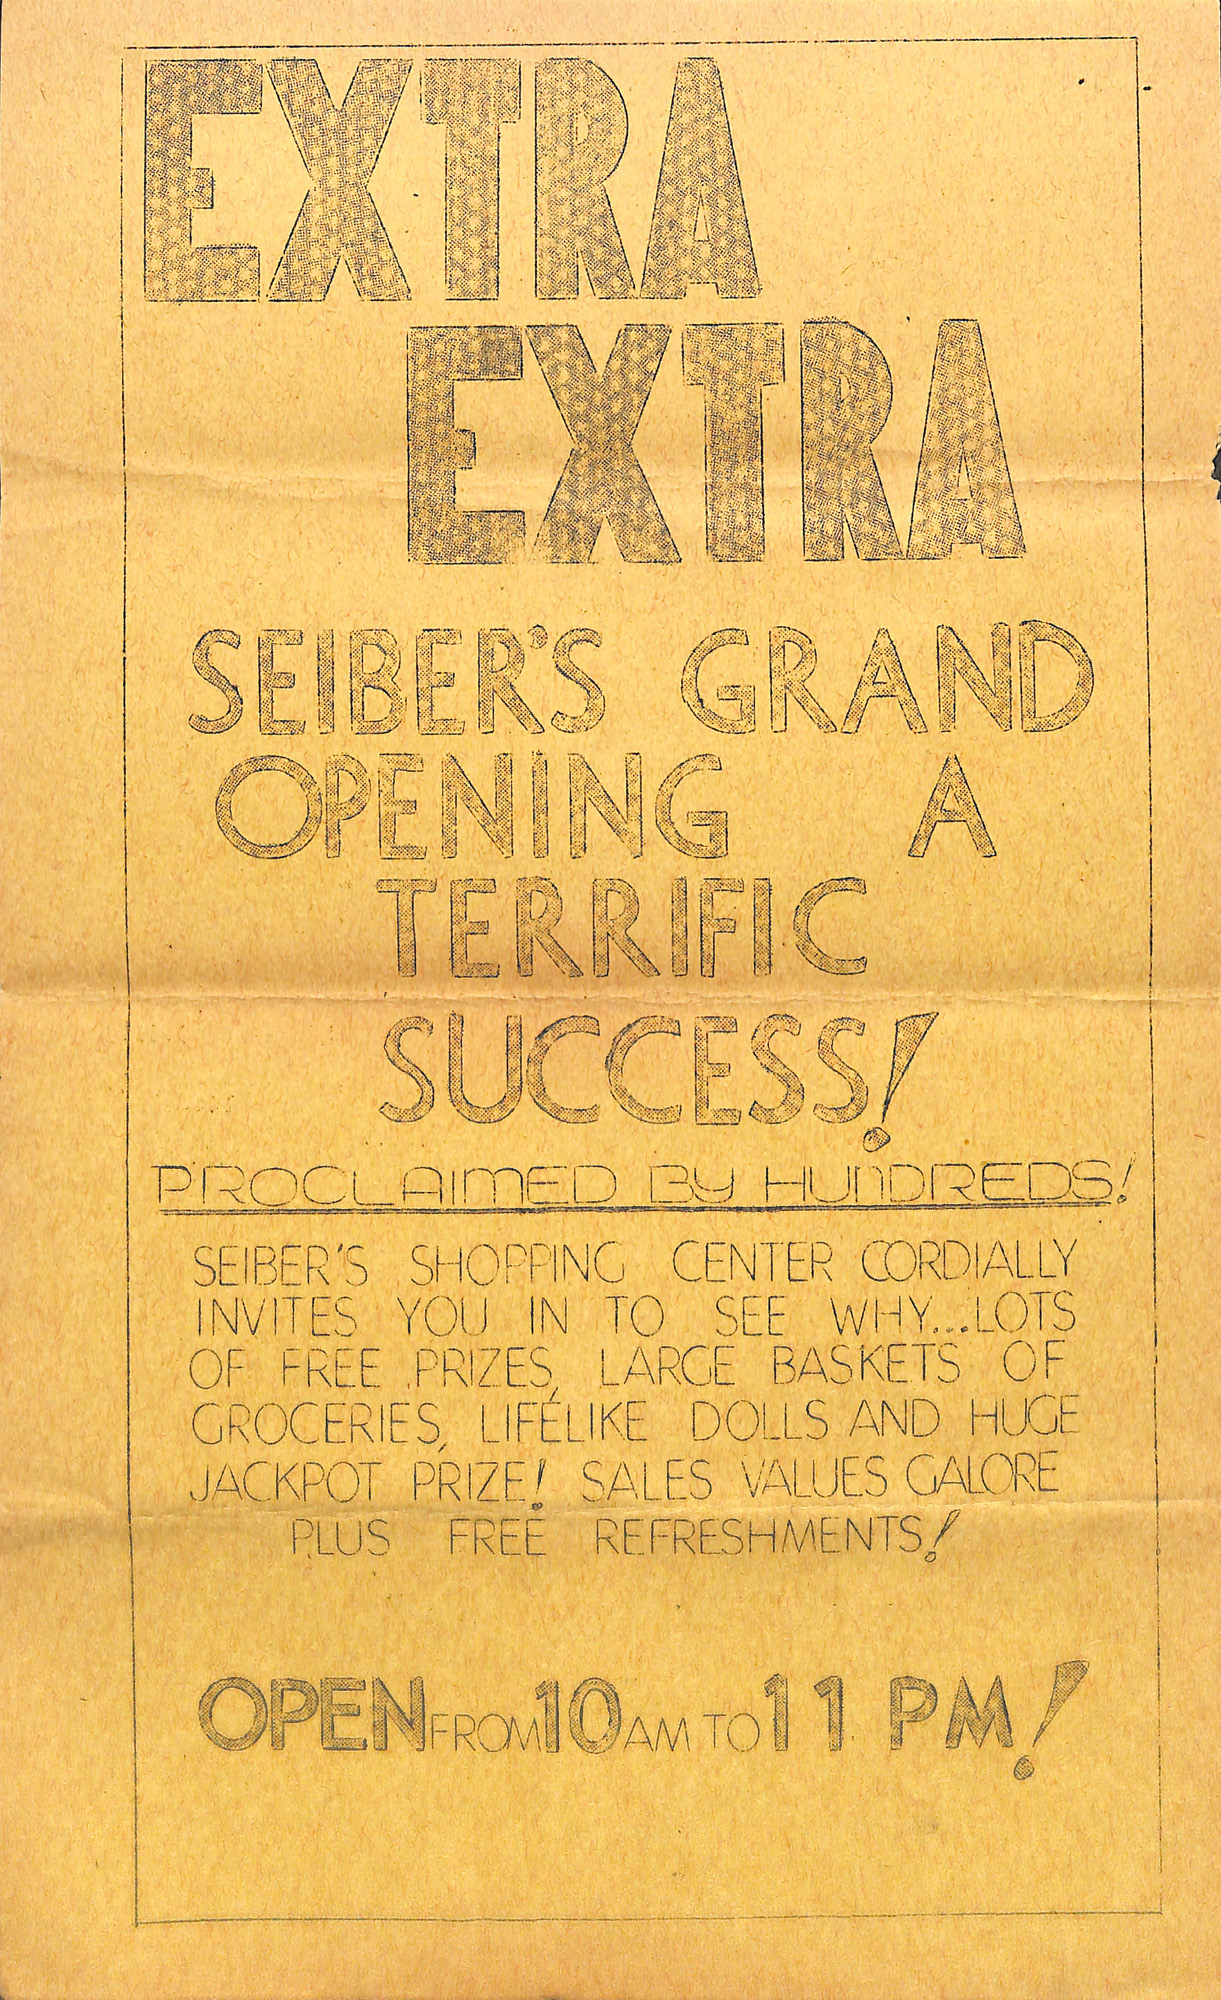 EXTRA
EXTRA
SEIBER'S GRAND
OPENING A
TERRIFIC
SUCCESS!
PROCLAIMED BY HUNDREDS!
SEIBER'S SHOPPING CENTER CORDIALLY
INVITES YOU IN TO SEE WHY...LOTS
OF FREE PRIZES, LARGE BASKETS OF
GROCERIES, LIFELIKE DOLLS AND HUGE
JACKPOT PRIZE! SALES VALUES GALORE
PLUS FREE REFRESHMENTS!
OPEN FROM 10 AM TO 11 PM!